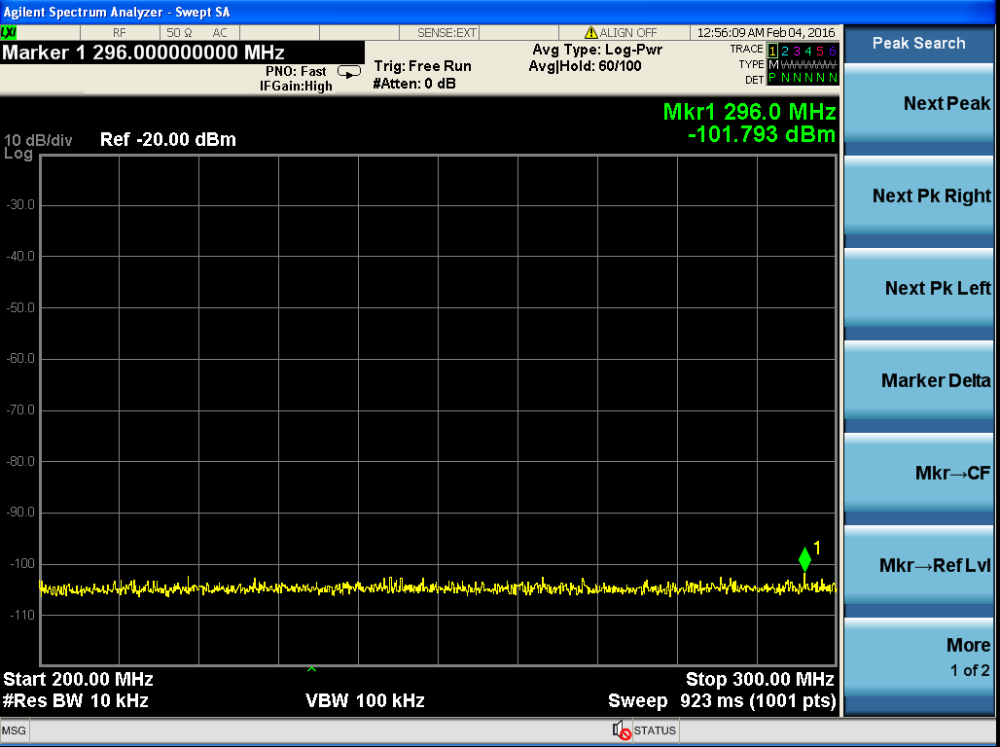 Agilent Spectrum Analyzer - Swept SA
LXI RF 50 Ω AC SENSE:EXT ALIGN OFF 12:56:09 AM Feb 04, 2016
Marker 1 296.000000000 MHz
PNO: Fast
IFGain:High
Trig: Free Run
#Atten: 0 dB
Avg Type: Log-Pwr
Avg|Hold: 60/100
TRACE 1 2 3 4 5 6
TYPE M WWWWW
DET P N N N N N
Mkr1 296.0 MHz
-101.793 dBm
10 dB/div
Log
Ref -20.00 dBm
-30.0
-40.0
-50.0
-60.0
-70.0
-80.0
-90.0
-100
-110
1
Start 200.00 MHz
Stop 300.00 MHz
#Res BW 10 kHz
VBW 100 kHz
Sweep 923 ms (1001 pts)
MSG
STATUS
Peak Search
Next Peak
Next Pk Right
Next Pk Left
Marker Delta
Mkr→CF
Mkr→Ref Lvl
More
1 of 2